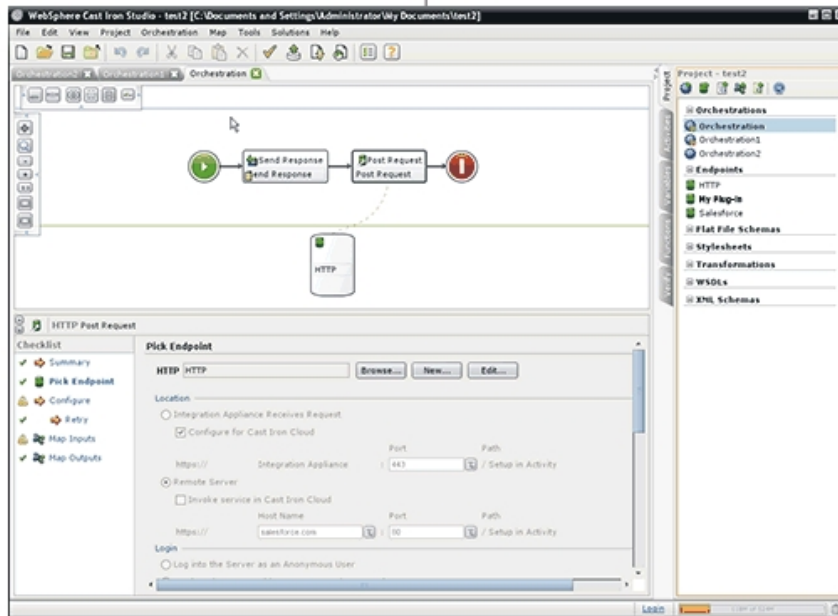 WebSphere Cast Iron Studio - test2 [C:\Documents and Settings\Administrator\My Documents\test2]
File Edit View Project Orchestration Map Tools Solutions Help
Orchestration2 Orchestration1 Orchestration
Send Response
Send Response
Post Request
Post Request
HTTP
Project
Activities
Variables
Functions
Verify
Project - test2
Orchestrations
Orchestration
Orchestration1
Orchestration2
Endpoints
HTTP
My Plug-in
Salesforce
Flat File Schemas
Stylesheets
Transformations
WSDLs
XML Schemas
HTTP Post Request
Checklist
Summary
Pick Endpoint
Configure
Retry
Map Inputs
Map Outputs
Pick Endpoint
HTTP HTTP Browse... New... Edit...
Location
Integration Appliance Receives Request
Configure for Cast Iron Cloud
Port Path
https:// Integration Appliance : 443 / Setup in Activity
Remote Server
Invoke service in Cast Iron Cloud
Host Name Port Path
https:// salesforce.com : 80 / Setup in Activity
Login
Log into the Server as an Anonymous User
Login